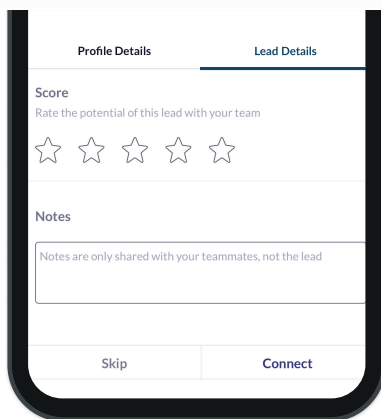 Profile Details
Lead Details
Score
Rate the potential of this lead with your team
Notes
Notes are only shared with your teammates, not the lead
Skip
Connect